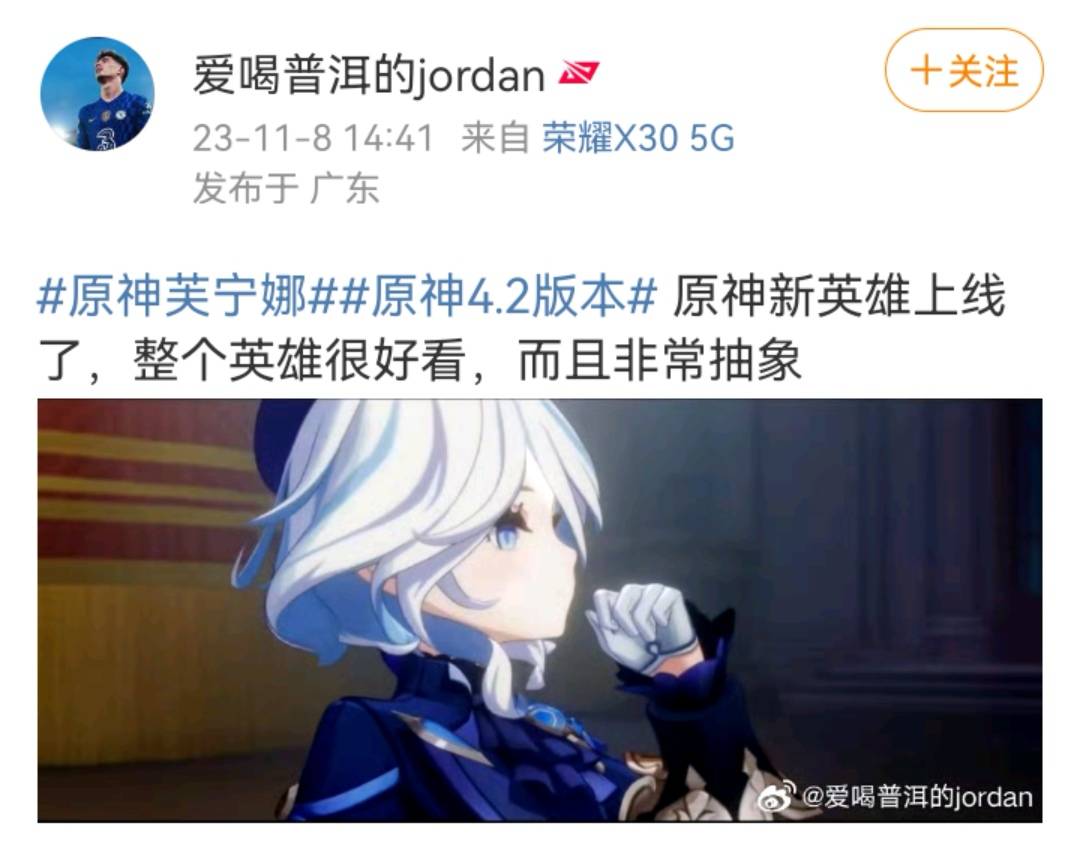 爱喝普洱的jordan
+关注
23-11-8 14:41 来自 荣耀X30 5G
发布于 广东
#原神芙宁娜##原神4.2版本# 原神新英雄上线
了，整个英雄很好看，而且非常抽象
@爱喝普洱的jordan